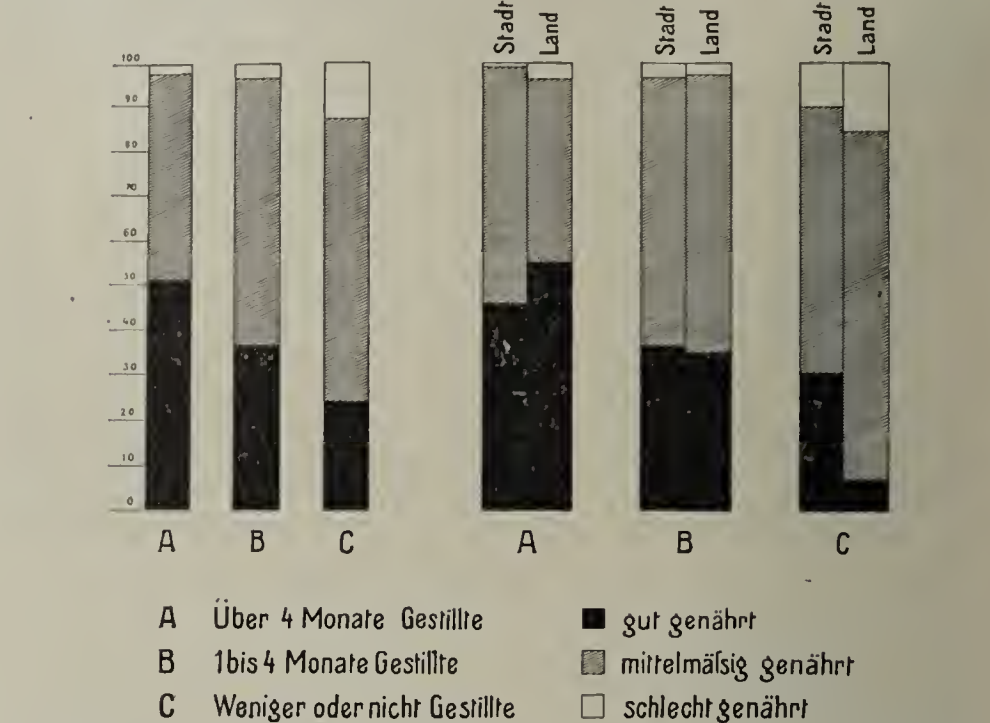 Stadt Land Stadt Land Stadt Land
100
90
80
70
60
50
40
30
20
10
0
A B C A B C
A Über 4 Monate Gestillte
B 1 bis 4 Monate Gestillte
C Weniger oder nicht Gestillte
gut genährt
mittelmäſsig genährt
schlecht genährt